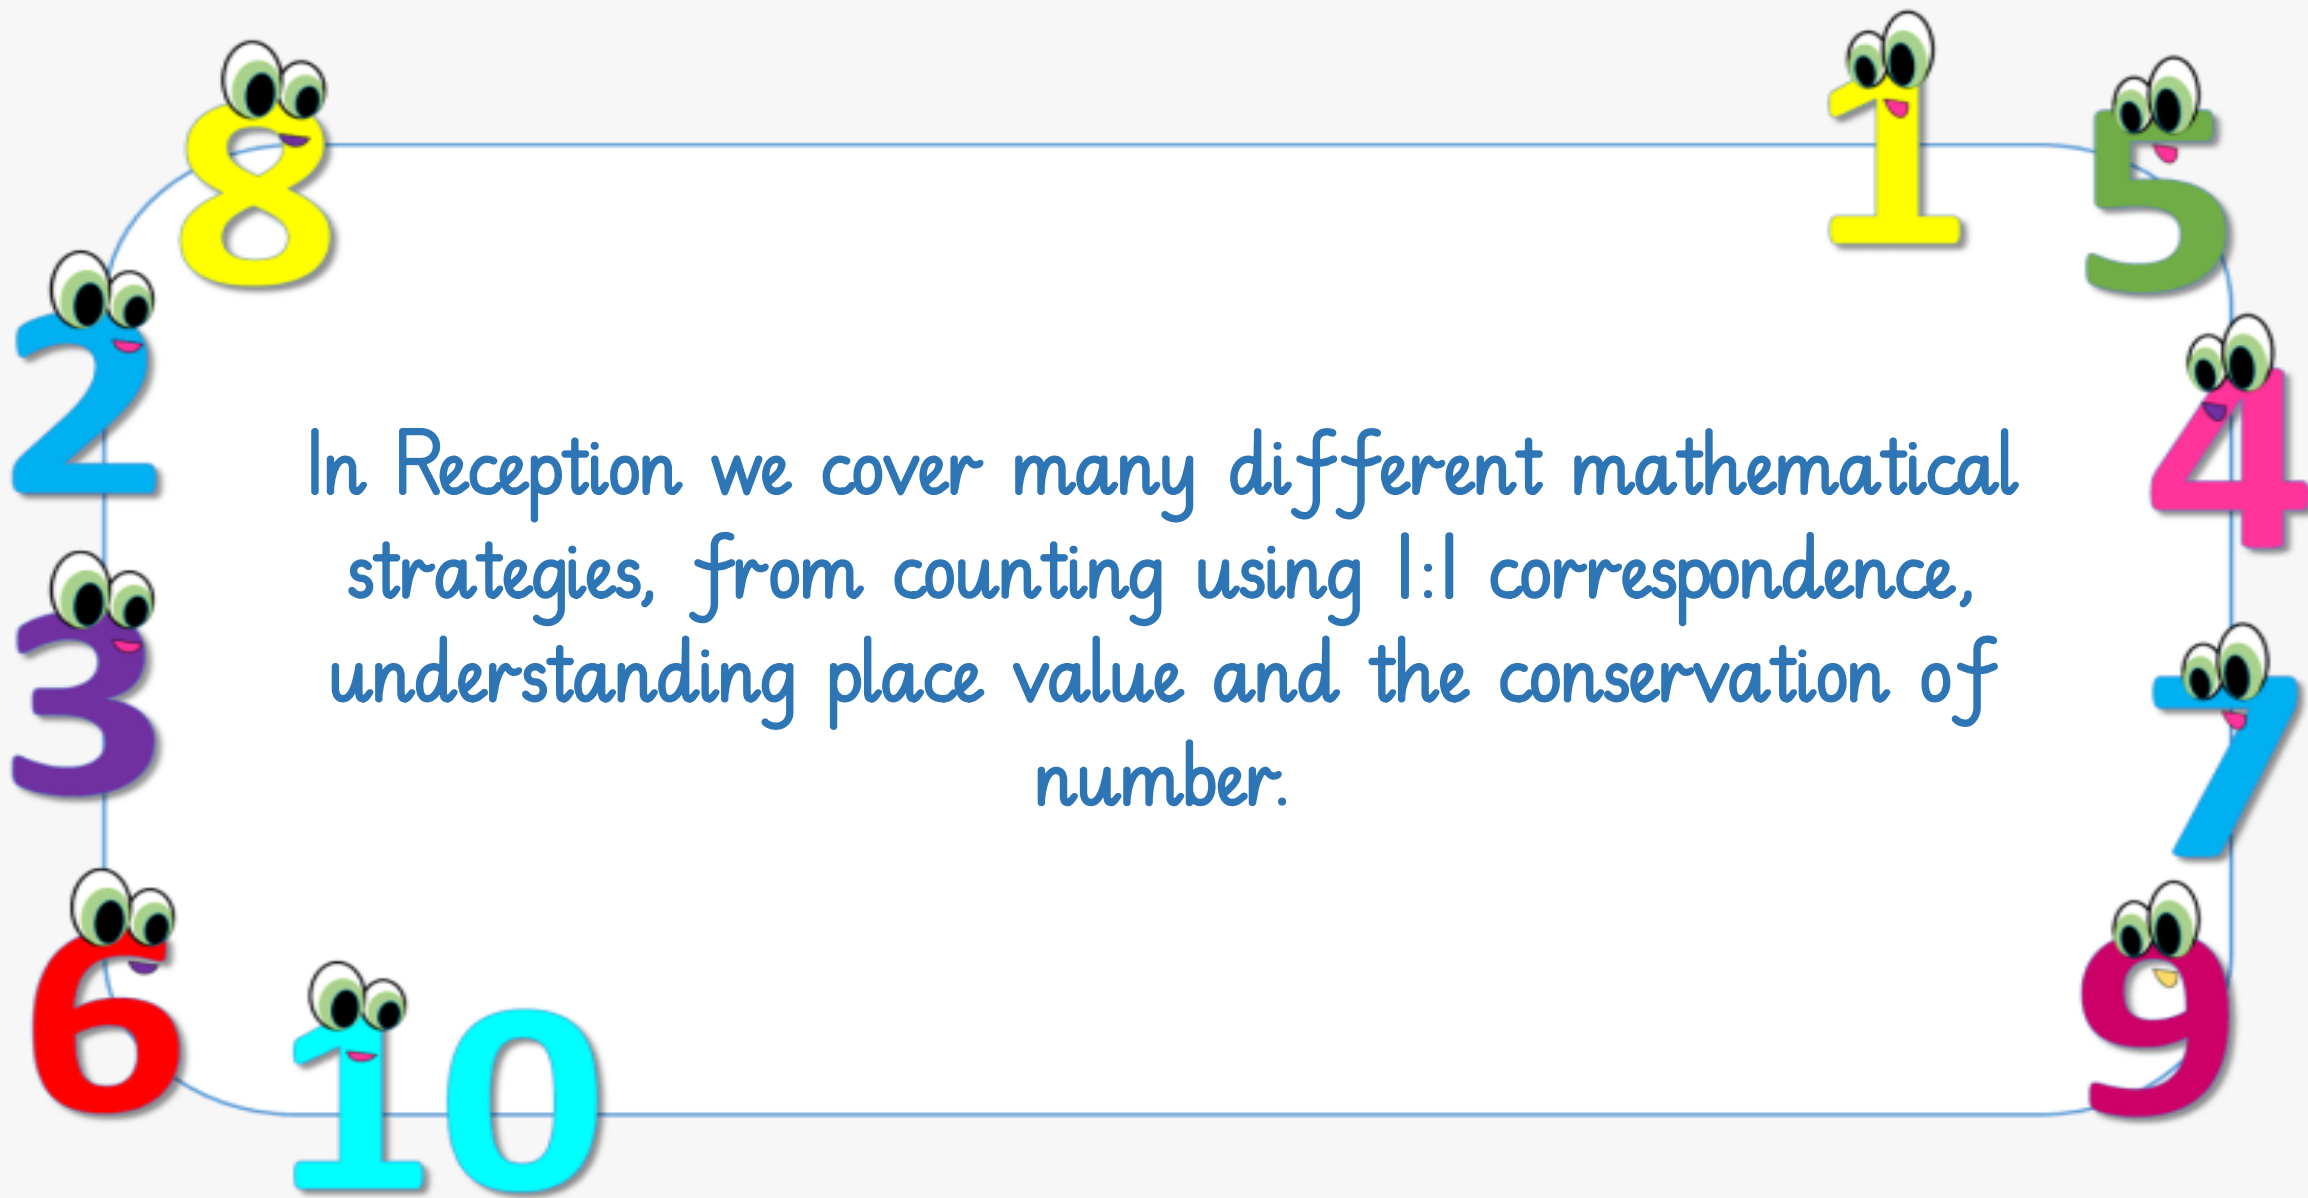 8
1
5
2
4
In Reception we cover many different mathematical
strategies, from counting using 1:1 correspondence,
understanding place value and the conservation of
number.
3
7
6
9
10